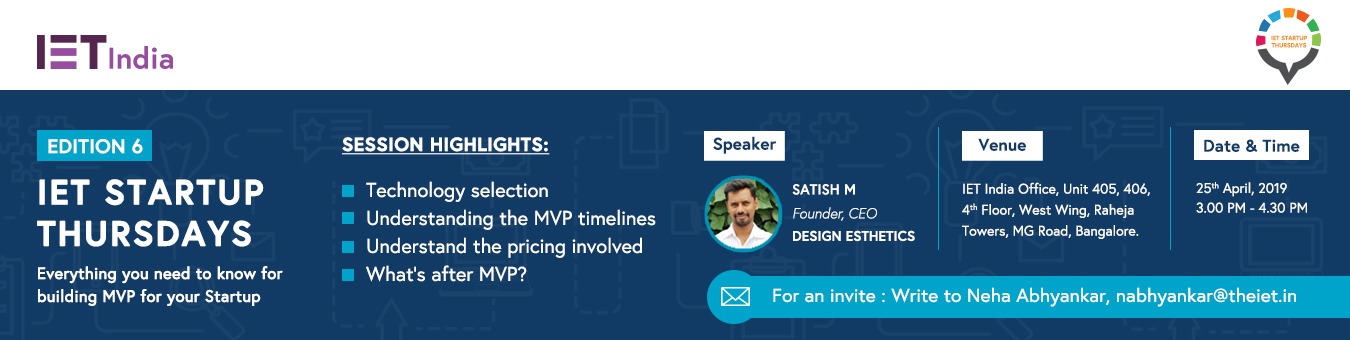 IET India
IET STARTUP
THURSDAYS
EDITION 6
IET STARTUP
THURSDAYS
Everything you need to know for
building MVP for your Startup
SESSION HIGHLIGHTS:
Technology selection
Understanding the MVP timelines
Understand the pricing involved
What's after MVP?
Speaker
SATISH M
Founder, CEO
DESIGN ESTHETICS
Venue
IET India Office, Unit 405, 406,
4th Floor, West Wing, Raheja
Towers, MG Road, Bangalore.
Date & Time
25th April, 2019
3.00 PM - 4.30 PM
For an invite : Write to Neha Abhyankar, nabhyankar@theiet.in